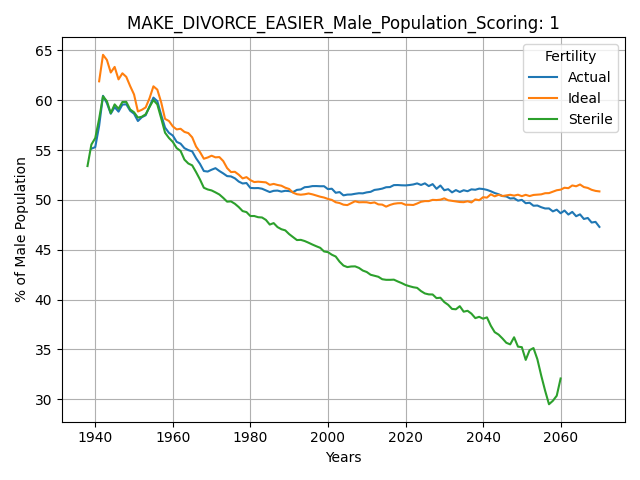 MAKE_DIVORCE_EASIER_Male_Population_Scoring: 1
% of Male Population
65
60
55
50
45
40
35
30
Fertility
Actual
Ideal
Sterile
1940
1960
1980
2000
2020
2040
2060
Years